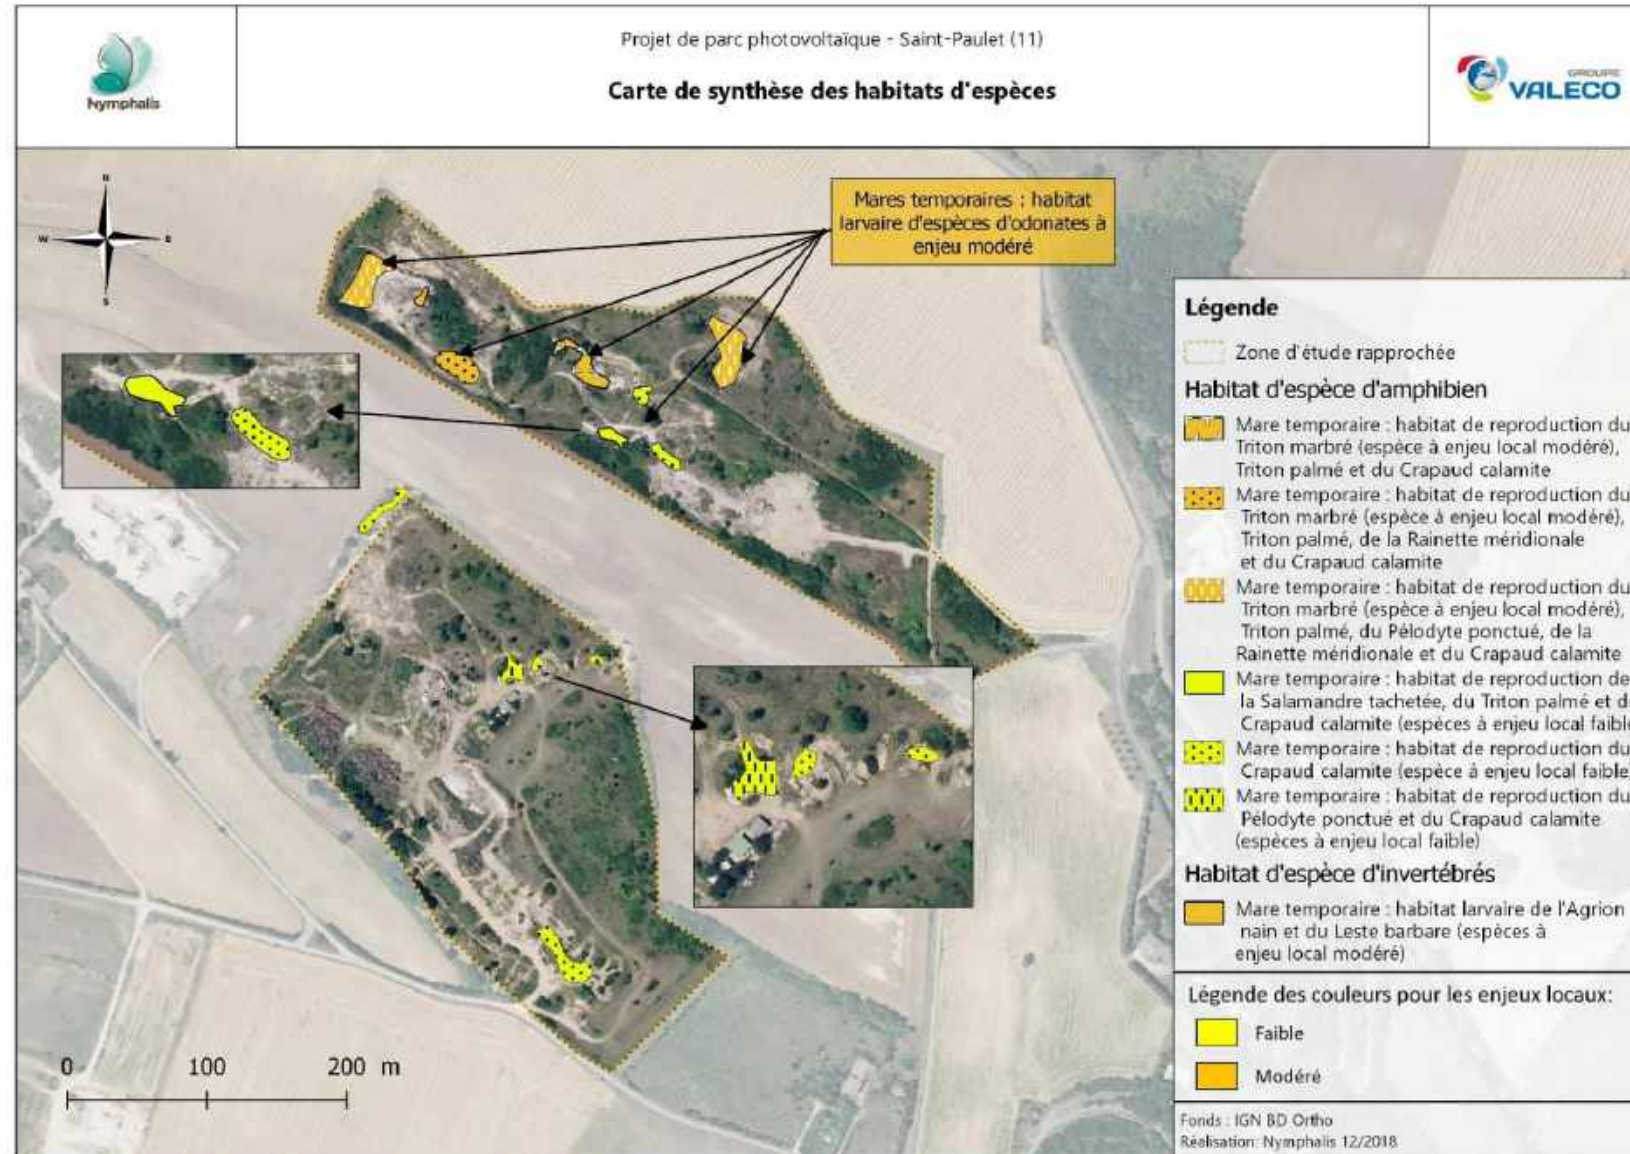 Nymphalis
Projet de parc photovoltaïque - Saint-Paulet (11)
Carte de synthèse des habitats d'espèces
GROUPE
VALECO
N
W
E
S
Mares temporaires : habitat
larvaire d'espèces d'odonates à
enjeu modéré
Légende
Zone d'étude rapprochée
Habitat d'espèce d'amphibien
Mare temporaire : habitat de reproduction du
Triton marbré (espèce à enjeu local modéré),
Triton palmé et du Crapaud calamite
Mare temporaire : habitat de reproduction du
Triton marbré (espèce à enjeu local modéré),
Triton palmé, de la Rainette méridionale
et du Crapaud calamite
Mare temporaire : habitat de reproduction du
Triton marbré (espèce à enjeu local modéré),
Triton palmé, du Pélodyte ponctué, de la
Rainette méridionale et du Crapaud calamite
Mare temporaire : habitat de reproduction de
la Salamandre tachetée, du Triton palmé et d
Crapaud calamite (espèces à enjeu local faible
Mare temporaire : habitat de reproduction du
Crapaud calamite (espèce à enjeu local faible)
Mare temporaire : habitat de reproduction du
Pélodyte ponctué et du Crapaud calamite
(espèces à enjeu local faible)
Habitat d'espèce d'invertébrés
Mare temporaire : habitat larvaire de l'Agrion
nain et du Leste barbare (espèces à
enjeu local modéré)
Légende des couleurs pour les enjeux locaux:
Faible
Modéré
0 100 200 m
Fonds : IGN BD Ortho
Réalisation: Nymphalis 12/2018